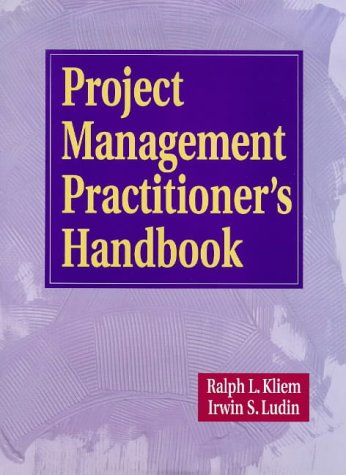 Project
Management
Practitioner's
Handbook
Ralph L. Kliem
Irwin S. Ludin